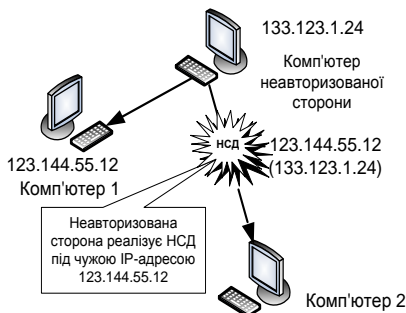 133.123.1.24
Комп'ютер
неавторизованої
сторони
НСД
123.144.55.12
(133.123.1.24)
123.144.55.12
Комп'ютер 1
Неавторизована
сторона реалізує НСД
під чужою IP-адресою
123.144.55.12
Комп'ютер 2